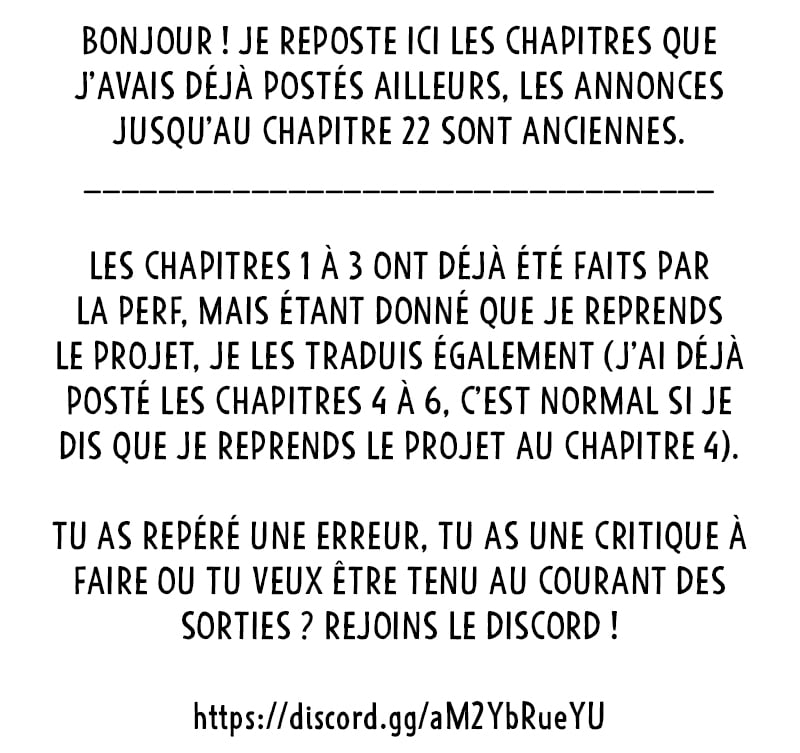 BONJOUR ! JE REPOSTE ICI LES CHAPITRES QUE
J'AVAIS DÉJÀ POSTÉS AILLEURS, LES ANNONCES
JUSQU'AU CHAPITRE 22 SONT ANCIENNES.
___________________________________
LES CHAPITRES 1 À 3 ONT DÉJÀ ÉTÉ FAITS PAR
LA PERF, MAIS ÉTANT DONNÉ QUE JE REPRENDS
LE PROJET, JE LES TRADUIS ÉGALEMENT (J'AI DÉJÀ
POSTÉ LES CHAPITRES 4 À 6, C'EST NORMAL SI JE
DIS QUE JE REPRENDS LE PROJET AU CHAPITRE 4).
TU AS REPÉRÉ UNE ERREUR, TU AS UNE CRITIQUE À
FAIRE OU TU VEUX ÊTRE TENU AU COURANT DES
SORTIES ? REJOINS LE DISCORD !
https://discord.gg/aM2YbRueYU